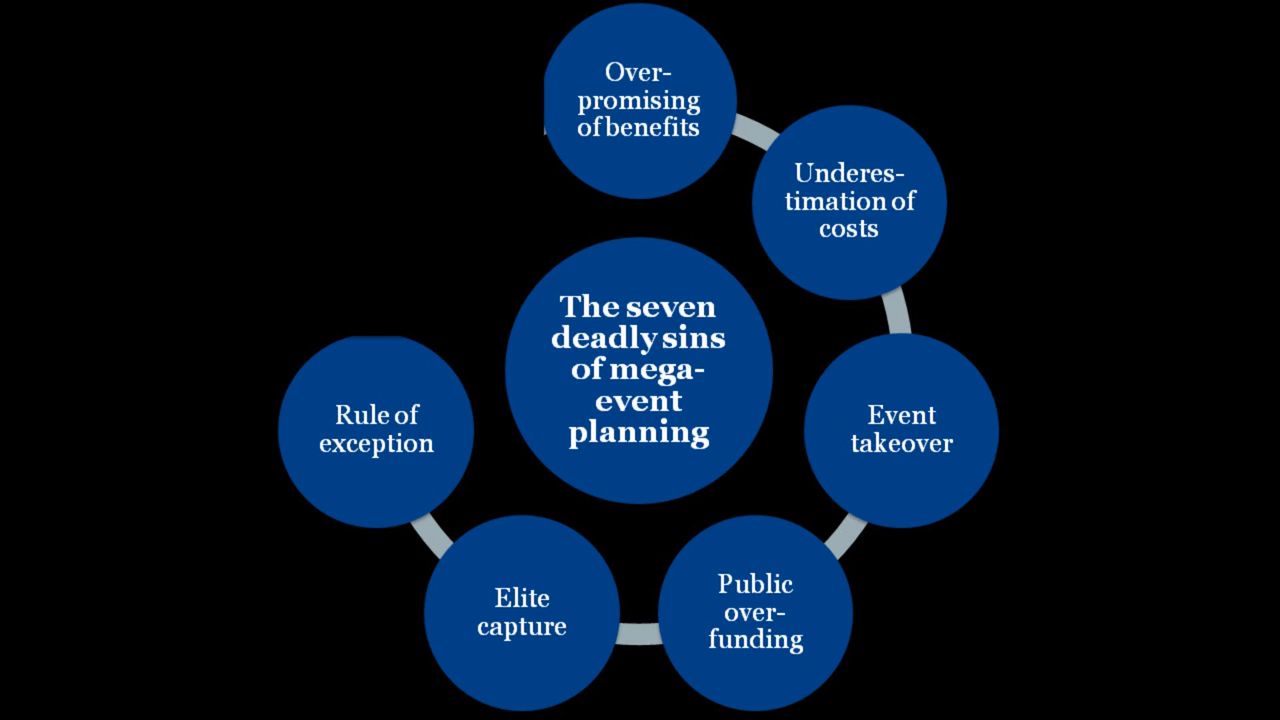 Over-
promising
of benefits
Underes-
timation of
costs
The seven
deadly sins
of mega-
event
planning
Event
takeover
Rule of
exception
Public
over-
funding
Elite
capture